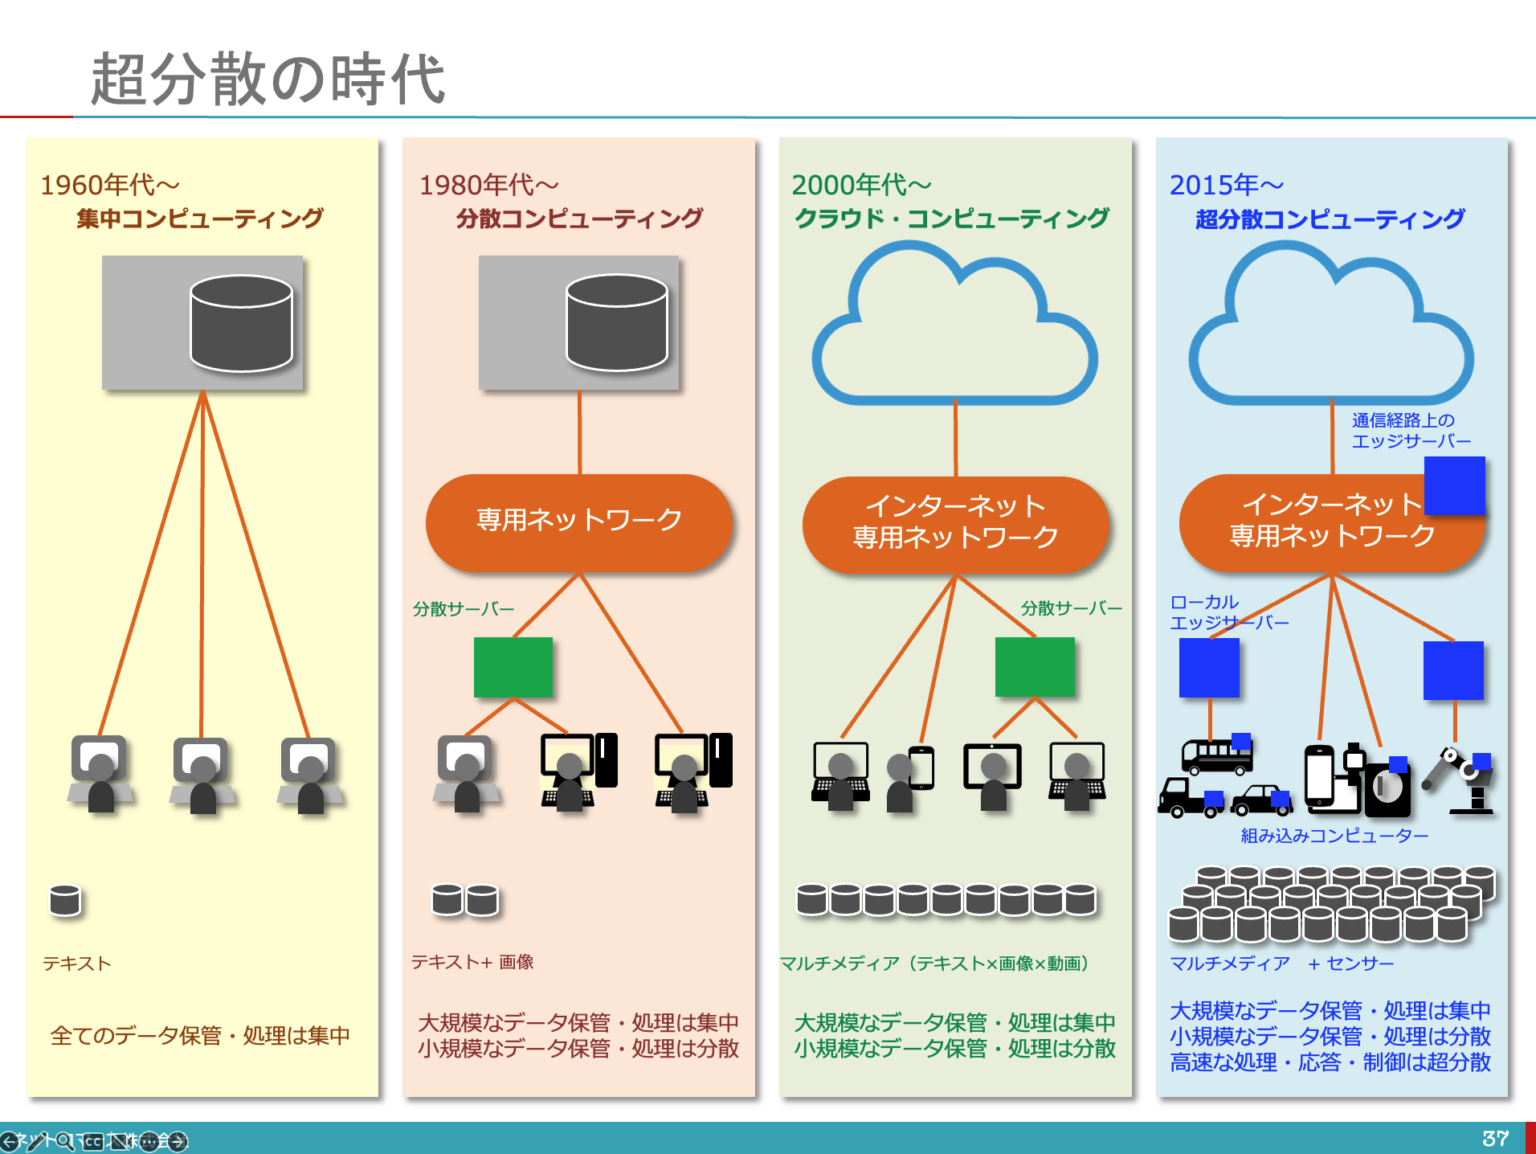 超分散の時代
1960年代～
集中コンピューティング
テキスト
全てのデータ保管・処理は集中
1980年代～
分散コンピューティング
専用ネットワーク
分散サーバー
テキスト+ 画像
大規模なデータ保管・処理は集中
小規模なデータ保管・処理は分散
2000年代～
クラウド・コンピューティング
インターネット
専用ネットワーク
分散サーバー
マルチメディア（テキスト×画像×動画）
大規模なデータ保管・処理は集中
小規模なデータ保管・処理は分散
2015年～
超分散コンピューティング
通信経路上の
エッジサーバー
インターネット
専用ネットワーク
ローカル
エッジサーバー
組み込みコンピューター
マルチメディア　+ センサー
大規模なデータ保管・処理は集中
小規模なデータ保管・処理は分散
高速な処理・応答・制御は超分散
37